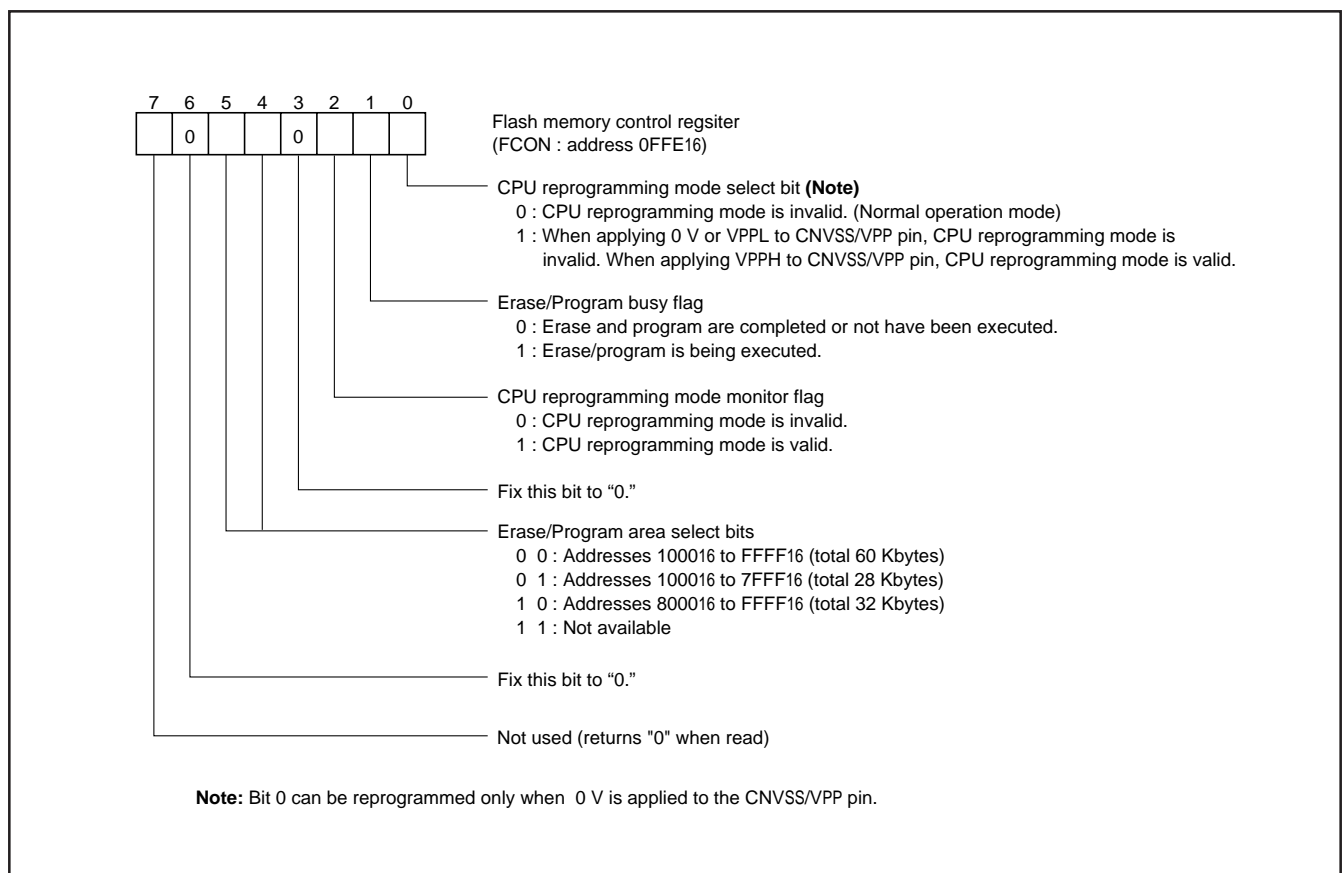 7 6 5 4 3 2 1 0
0 0
Flash memory control regsiter
(FCON : address 0FFE16)
CPU reprogramming mode select bit (Note)
0 : CPU reprogramming mode is invalid. (Normal operation mode)
1 : When applying 0 V or VPPL to CNVSS/VPP pin, CPU reprogramming mode is
invalid. When applying VPPH to CNVSS/VPP pin, CPU reprogramming mode is valid.
Erase/Program busy flag
0 : Erase and program are completed or not have been executed.
1 : Erase/program is being executed.
CPU reprogramming mode monitor flag
0 : CPU reprogramming mode is invalid.
1 : CPU reprogramming mode is valid.
Fix this bit to “0.”
Erase/Program area select bits
0 0 : Addresses 100016 to FFFF16 (total 60 Kbytes)
0 1 : Addresses 100016 to 7FFF16 (total 28 Kbytes)
1 0 : Addresses 800016 to FFFF16 (total 32 Kbytes)
1 1 : Not available
Fix this bit to “0.”
Not used (returns "0" when read)
Note: Bit 0 can be reprogrammed only when 0 V is applied to the CNVSS/VPP pin.